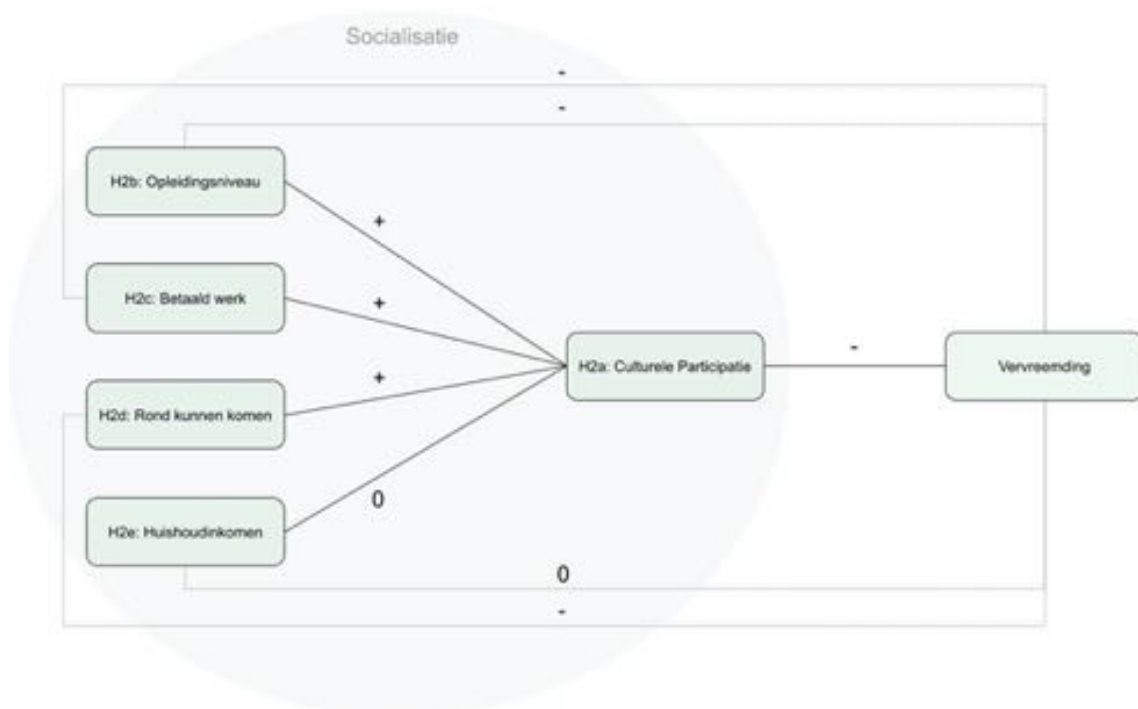 Socialisatie
-
-
H2b: Opleidingsniveau
+
H2c: Betaald werk
+
H2a: Culturele Participatie
-
Vervreemding
+
H2d: Rond kunnen komen
0
H2e: Huishoudinkomen
0
-